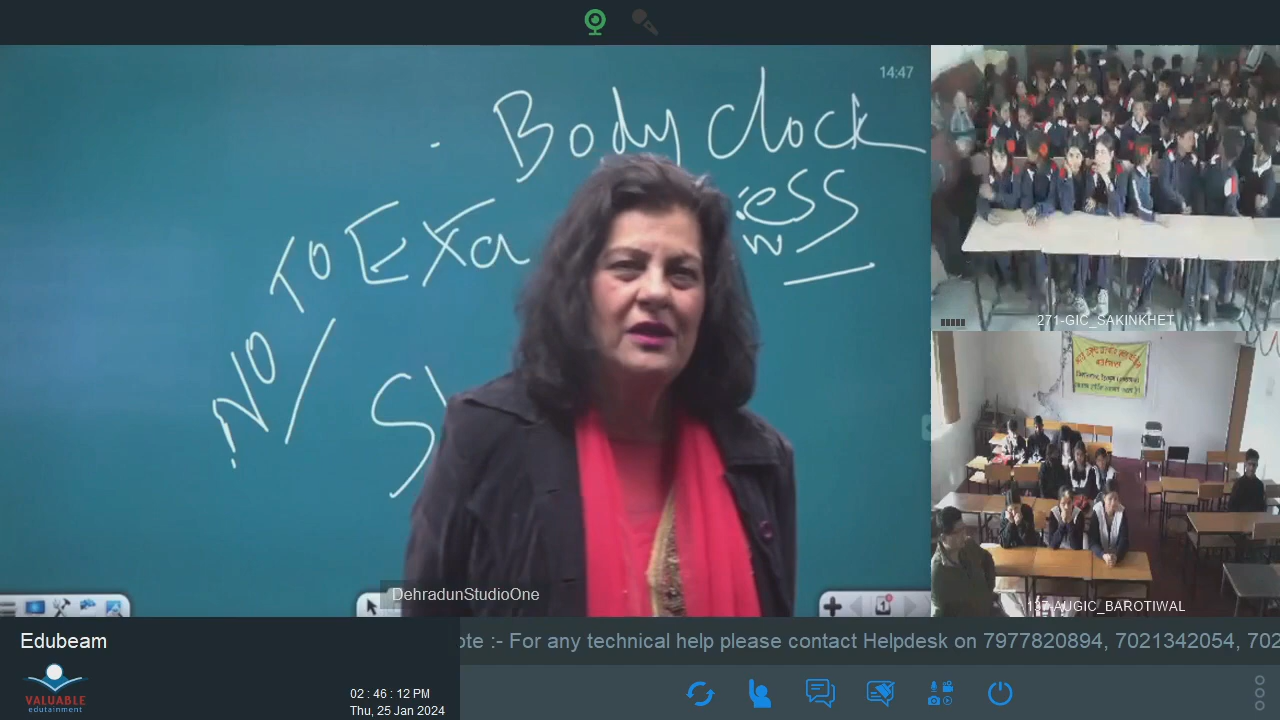 14:47
Body clock
TO Exa ess
NO/
271-GIC_SAKINKHET
DehradunStudioOne
137-AUGIC_BAROTIWAL
Edubeam
ote :- For any technical help please contact Helpdesk on 7977820894, 7021342054, 702
VALUABLE
edutainment
02 : 46 : 12 PM
Thu, 25 Jan 2024